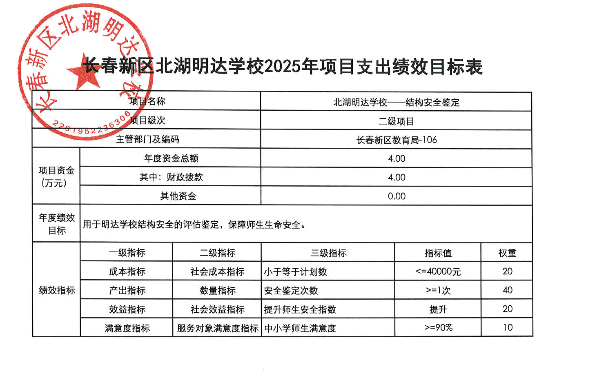 长春新区北湖明达学校
长春新区北湖明达学校2025年项目支出绩效目标表
项目名称 北湖明达学校——结构安全鉴定
项目级次 二级项目
主管部门及编码 长春新区教育局-106
项目资金(万元) 年度资金总额 4.00
其中：财政拨款 4.00
其他资金 0.00
年度绩效目标 用于明达学校结构安全的评估鉴定，保障师生生命安全。
绩效指标 一级指标 二级指标 三级指标 指标值 权重
成本指标 社会成本指标 小于等于计划数 <=40000元 20
产出指标 数量指标 安全鉴定次数 >=1次 40
效益指标 社会效益指标 提升师生安全指数 提升 20
满意度指标 服务对象满意度指标 中小学师生满意度 >=90% 10